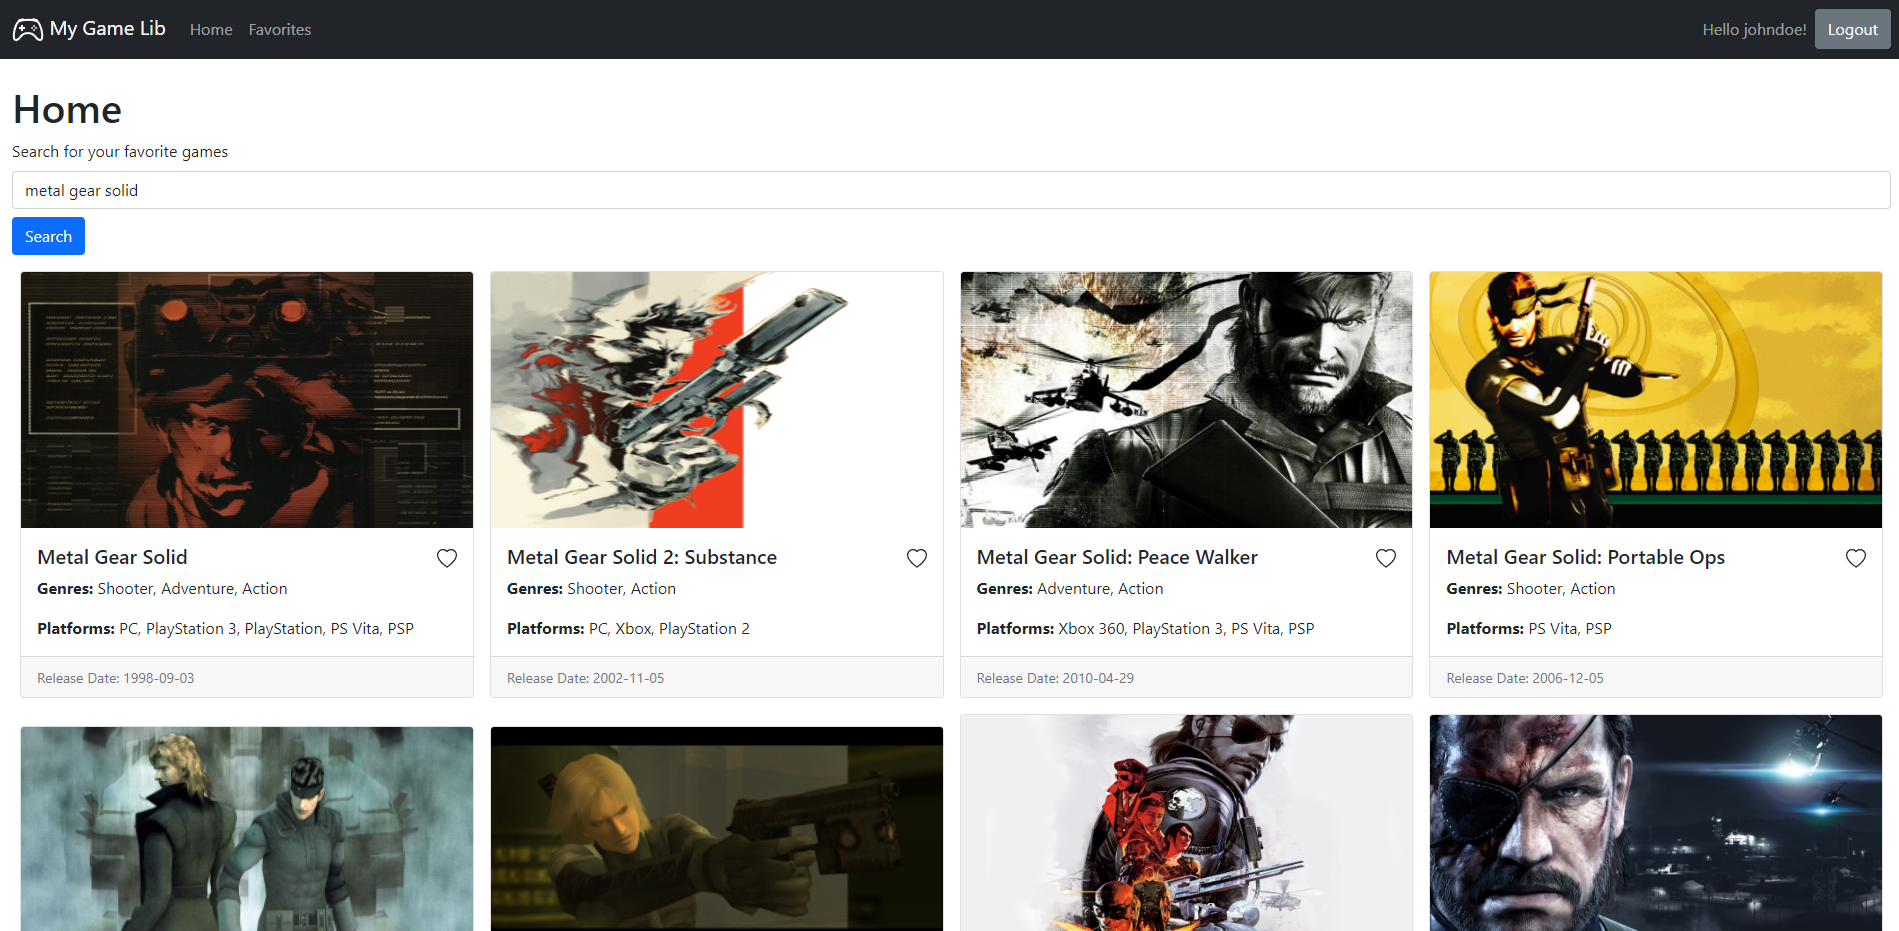 My Game Lib Home Favorites Hello johndoe! Logout
Home
Search for your favorite games
metal gear solid
Search
Metal Gear Solid
Genres: Shooter, Adventure, Action
Platforms: PC, PlayStation 3, PlayStation, PS Vita, PSP
Release Date: 1998-09-03
Metal Gear Solid 2: Substance
Genres: Shooter, Action
Platforms: PC, Xbox, PlayStation 2
Release Date: 2002-11-05
Metal Gear Solid: Peace Walker
Genres: Adventure, Action
Platforms: Xbox 360, PlayStation 3, PS Vita, PSP
Release Date: 2010-04-29
Metal Gear Solid: Portable Ops
Genres: Shooter, Action
Platforms: PS Vita, PSP
Release Date: 2006-12-05